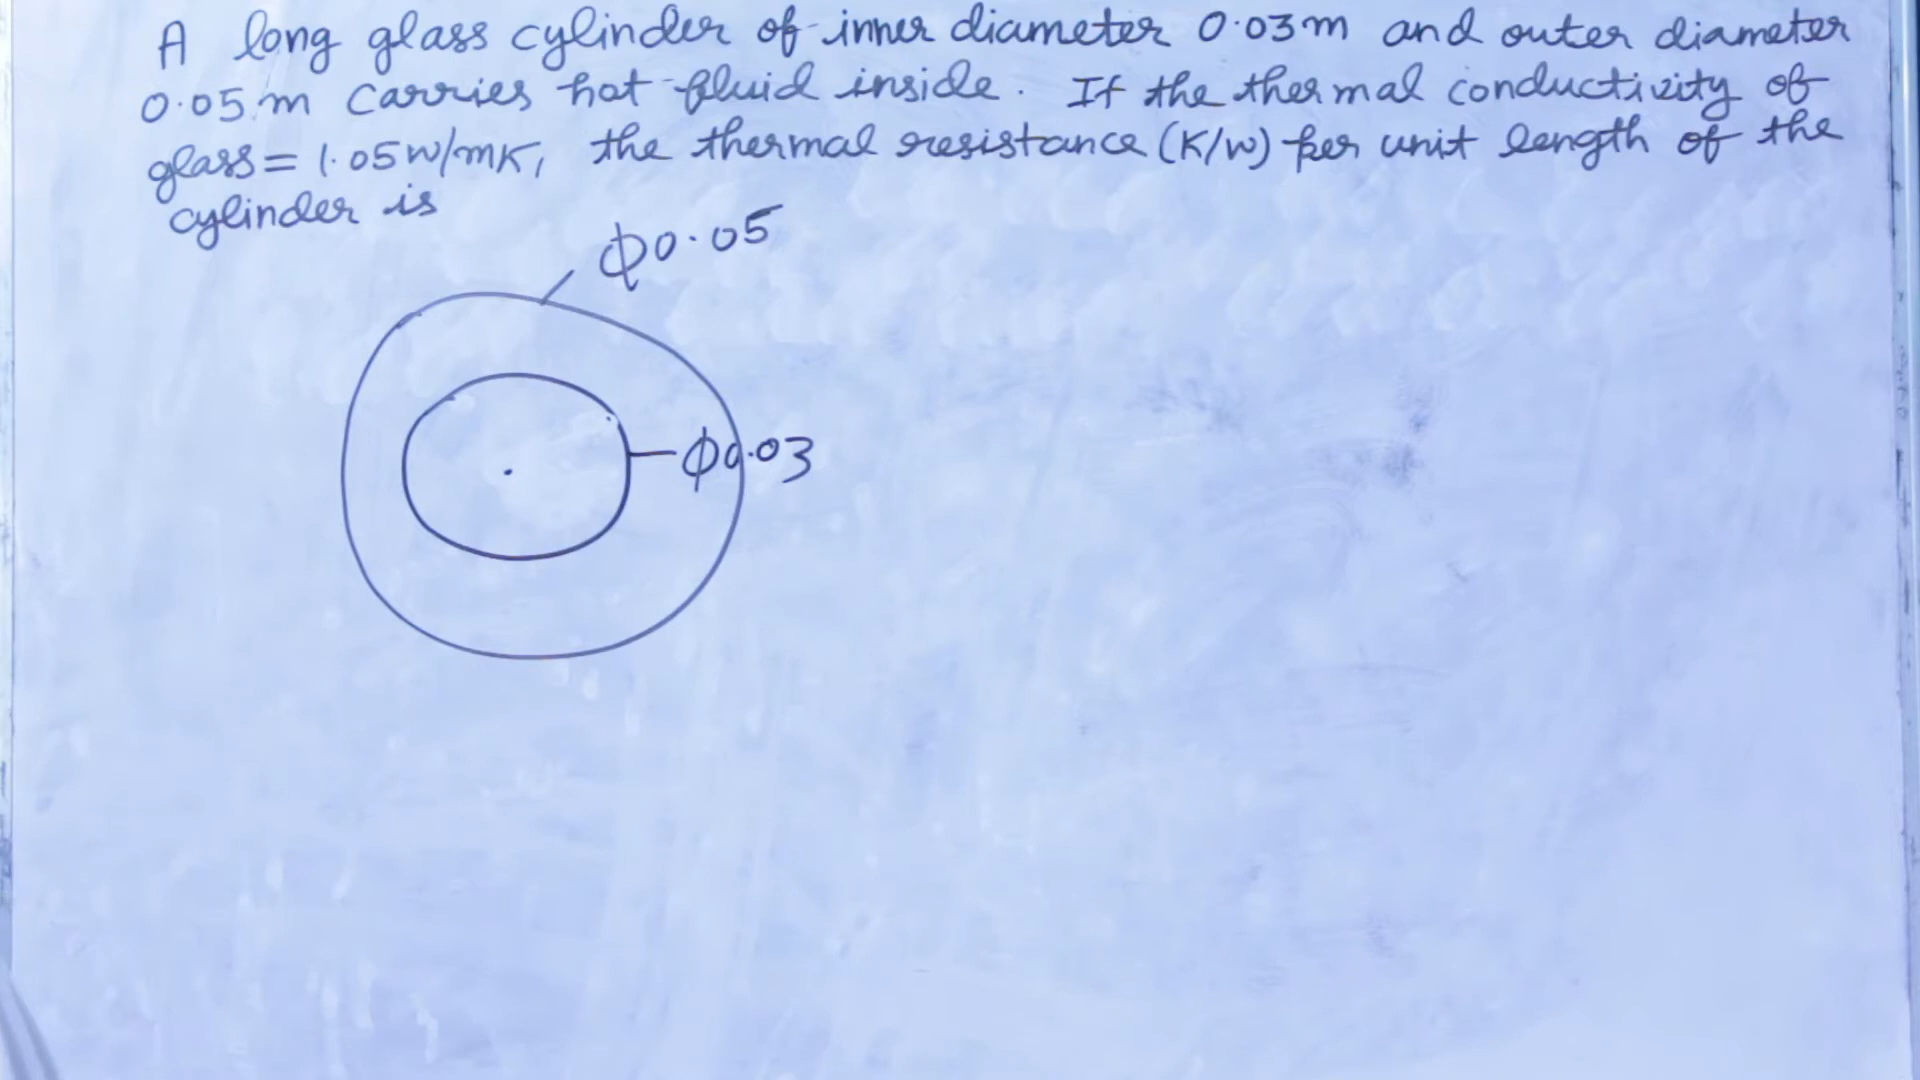 A long glass cylinder of inner diameter 0.03m and outer diameter
0.05m carries hot fluid inside. If the thermal conductivity of
glass = 1.05W/mK, the thermal resistance (K/W) per unit length of the
cylinder is
ϕ0.05
ϕ0.03